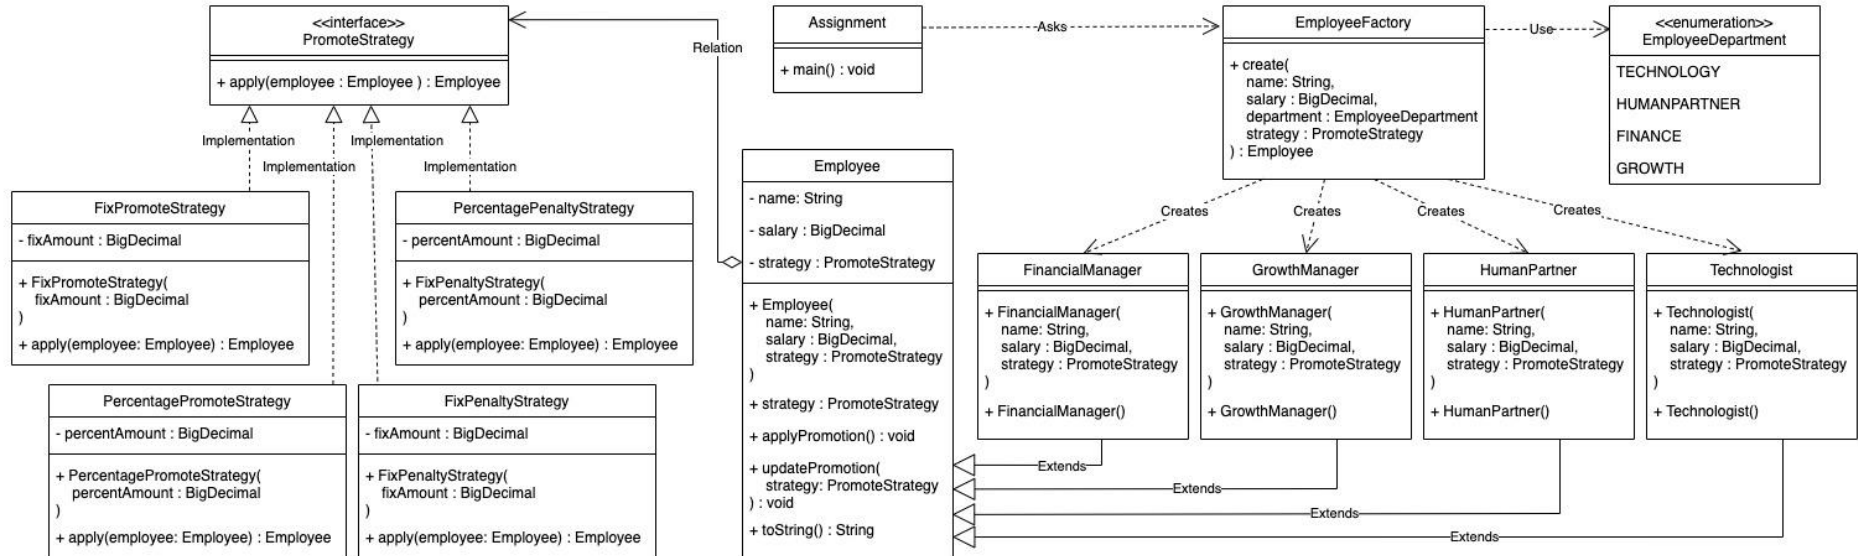 <<interface>>
PromoteStrategy
+ apply(employee : Employee ) : Employee
Relation
Assignment
+ main() : void
Asks
EmployeeFactory
+ create(
name: String,
salary : BigDecimal,
department : EmployeeDepartment
strategy : PromoteStrategy
) : Employee
Use
<<enumeration>>
EmployeeDepartment
TECHNOLOGY
HUMANPARTNER
FINANCE
GROWTH
Implementation
Implementation
Implementation
Implementation
FixPromoteStrategy
- fixAmount : BigDecimal
+ FixPromoteStrategy(
fixAmount : BigDecimal
)
+ apply(employee: Employee) : Employee
PercentagePenaltyStrategy
- percentAmount : BigDecimal
+ FixPenaltyStrategy(
percentAmount : BigDecimal
)
+ apply(employee: Employee) : Employee
PercentagePromoteStrategy
- percentAmount : BigDecimal
+ PercentagePromoteStrategy(
percentAmount : BigDecimal
)
+ apply(employee: Employee) : Employee
FixPenaltyStrategy
- fixAmount : BigDecimal
+ FixPenaltyStrategy(
fixAmount : BigDecimal
)
+ apply(employee: Employee) : Employee
Employee
- name: String
- salary : BigDecimal
- strategy : PromoteStrategy
+ Employee(
name: String,
salary : BigDecimal,
strategy : PromoteStrategy
)
+ strategy : PromoteStrategy
+ applyPromotion() : void
+ updatePromotion(
strategy: PromoteStrategy
) : void
+ toString() : String
Creates
Creates
Creates
Creates
FinancialManager
+ FinancialManager(
name: String,
salary : BigDecimal,
strategy : PromoteStrategy
)
+ FinancialManager()
GrowthManager
+ GrowthManager(
name: String,
salary : BigDecimal,
strategy : PromoteStrategy
)
+ GrowthManager()
HumanPartner
+ HumanPartner(
name: String,
salary : BigDecimal,
strategy : PromoteStrategy
)
+ HumanPartner()
Technologist
+ Technologist(
name: String,
salary : BigDecimal,
strategy : PromoteStrategy
)
+ Technologist()
Extends
Extends
Extends
Extends